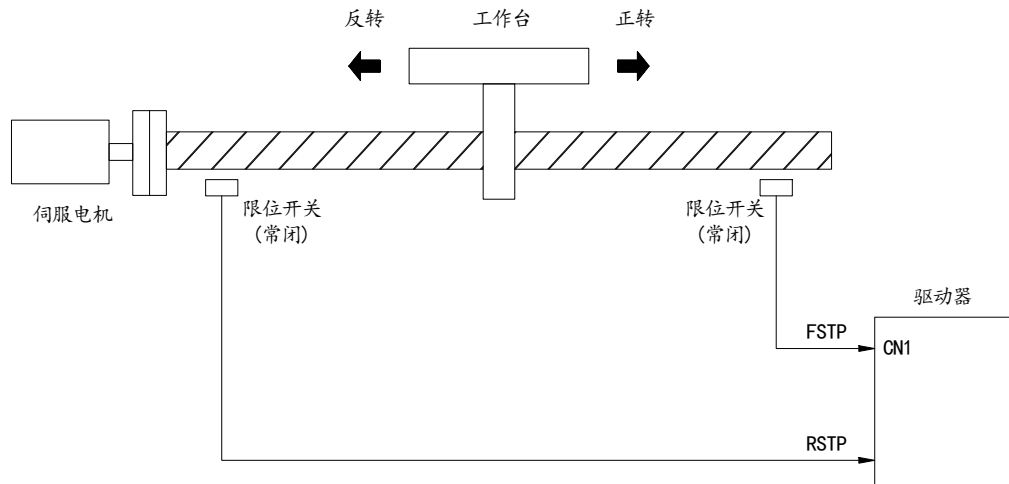 反转
工作台
正转
伺服电机
限位开关
(常闭)
限位开关
(常闭)
驱动器
FSTP
CN1
RSTP